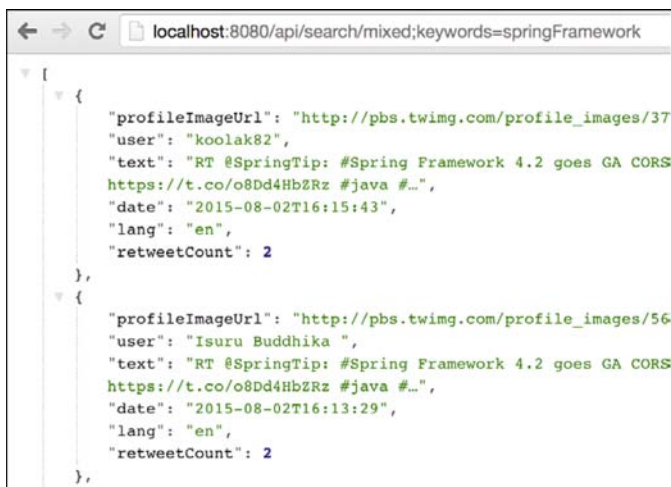 localhost:8080/api/search/mixed;keywords=springFramework
[
{
"profileImageUrl": "http://pbs.twimg.com/profile_images/37
"user": "koolak82",
"text": "RT @SpringTip: #Spring Framework 4.2 goes GA CORS
https://t.co/o8Dd4HbZRz #java #…",
"date": "2015-08-02T16:15:43",
"lang": "en",
"retweetCount": 2
},
{
"profileImageUrl": "http://pbs.twimg.com/profile_images/56
"user": "Isuru Buddhika ",
"text": "RT @SpringTip: #Spring Framework 4.2 goes GA CORS
https://t.co/o8Dd4HbZRz #java #…",
"date": "2015-08-02T16:13:29",
"lang": "en",
"retweetCount": 2
},